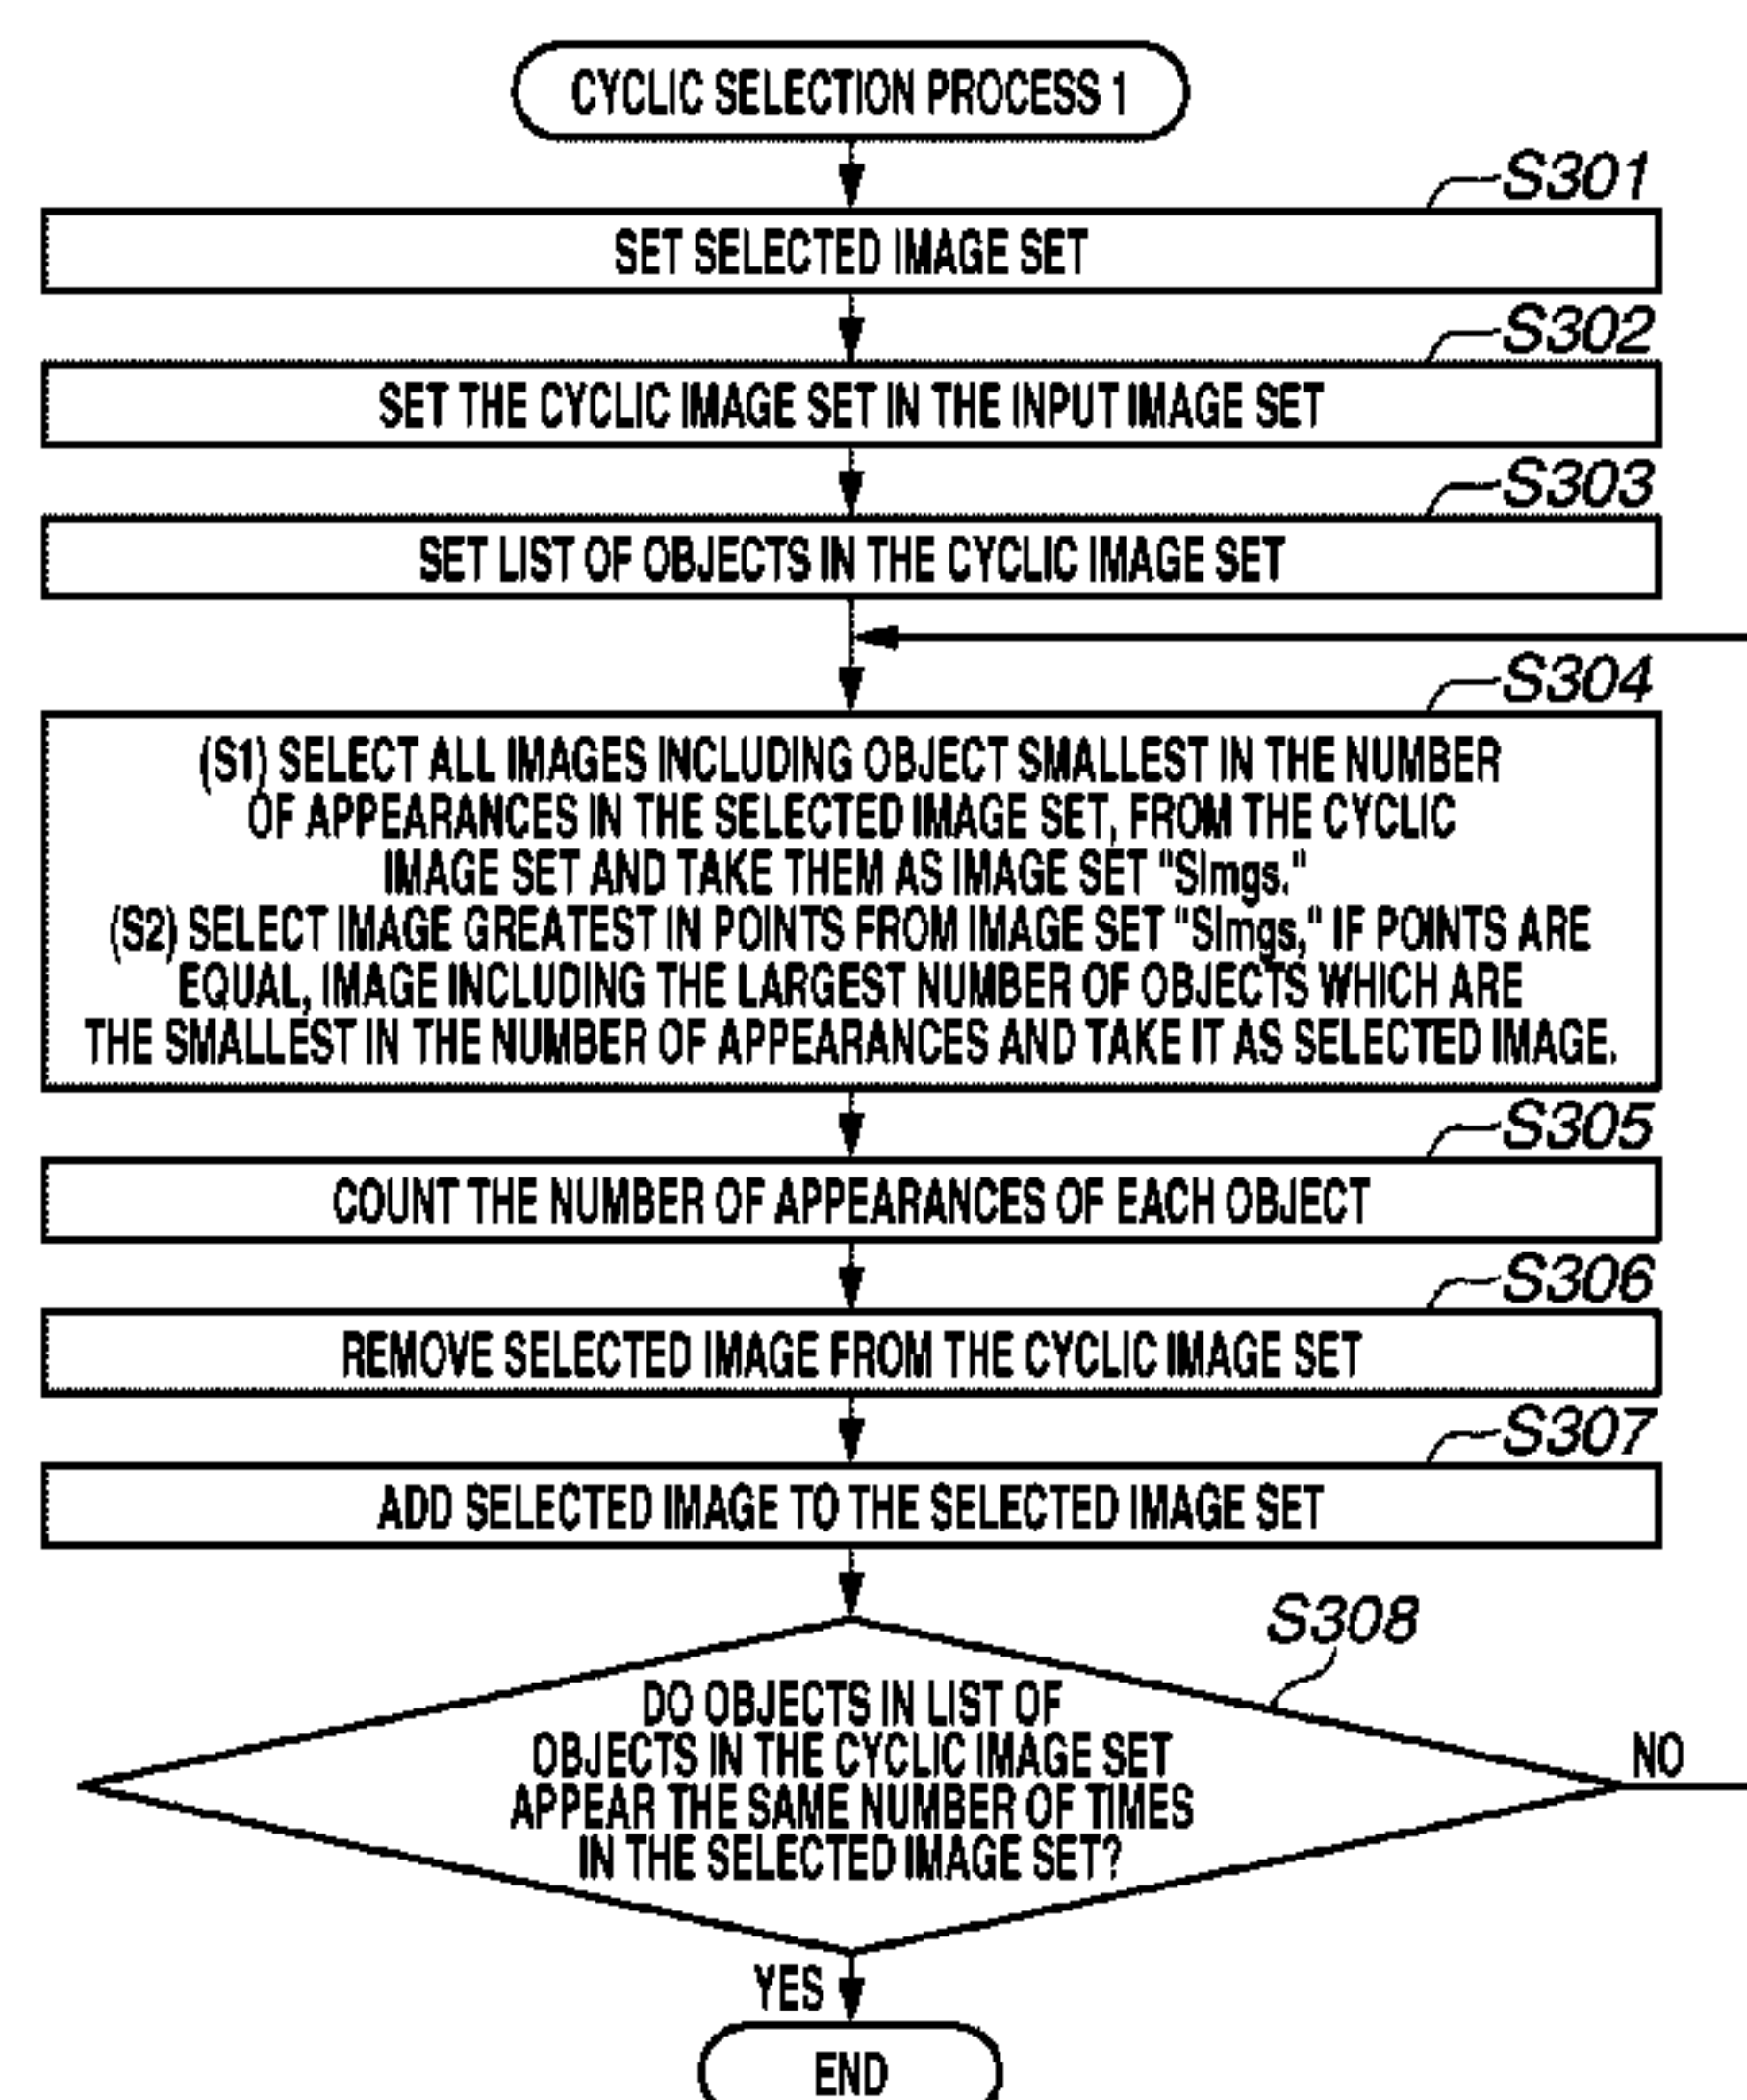 CYCLIC SELECTION PROCESS 1
S301
SET SELECTED IMAGE SET
S302
SET THE CYCLIC IMAGE SET IN THE INPUT IMAGE SET
S303
SET LIST OF OBJECTS IN THE CYCLIC IMAGE SET
S304
(S1) SELECT ALL IMAGES INCLUDING OBJECT SMALLEST IN THE NUMBER
OF APPEARANCES IN THE SELECTED IMAGE SET, FROM THE CYCLIC
IMAGE SET AND TAKE THEM AS IMAGE SET "SImgs."
(S2) SELECT IMAGE GREATEST IN POINTS FROM IMAGE SET "SImgs," IF POINTS ARE
EQUAL, IMAGE INCLUDING THE LARGEST NUMBER OF OBJECTS WHICH ARE
THE SMALLEST IN THE NUMBER OF APPEARANCES AND TAKE IT AS SELECTED IMAGE.
S305
COUNT THE NUMBER OF APPEARANCES OF EACH OBJECT
S306
REMOVE SELECTED IMAGE FROM THE CYCLIC IMAGE SET
S307
ADD SELECTED IMAGE TO THE SELECTED IMAGE SET
S308
DO OBJECTS IN LIST OF
OBJECTS IN THE CYCLIC IMAGE SET
APPEAR THE SAME NUMBER OF TIMES
IN THE SELECTED IMAGE SET?
NO
YES
END